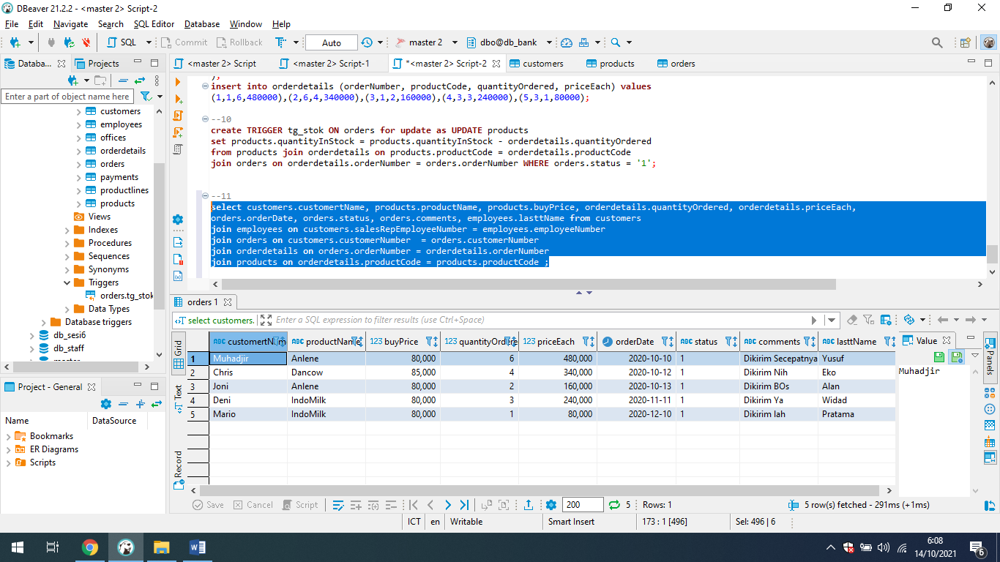 DBeaver 21.2.2 - <master 2> Script-2
File Edit Navigate Search SQL Editor Database Window Help
SQL Commit Rollback Auto master 2 dbo@db_bank
Databa... Projects
<master 2> Script <master 2> Script-1 *<master 2> Script-2 customers products orders
Enter a part of object name here
customers
employees
offices
orderdetails
orders
payments
productlines
products
Views
Indexes
Procedures
Sequences
Synonyms
Triggers
orders.tg_stok
Data Types
Database triggers
db_sesi6
db_staff
);
insert into orderdetails (orderNumber, productCode, quantityOrdered, priceEach) values
(1,1,6,480000),(2,6,4,340000),(3,1,2,160000),(4,3,3,240000),(5,3,1,80000);
--10
create TRIGGER tg_stok ON orders for update as UPDATE products
set products.quantityInStock = products.quantityInStock - orderdetails.quantityOrdered
from products join orderdetails on products.productCode = orderdetails.productCode
join orders on orderdetails.orderNumber = orders.orderNumber WHERE orders.status = '1';
--11
select customers.customertName, products.productName, products.buyPrice, orderdetails.quantityOrdered, orderdetails.priceEach,
orders.orderDate, orders.status, orders.comments, employees.lasttName from customers
join employees on customers.salesRepEmployeeNumber = employees.employeeNumber
join orders on customers.customerNumber  = orders.customerNumber
join orderdetails on orders.orderNumber = orderdetails.orderNumber
join products on orderdetails.productCode = products.productCode ;
Project - General
Name DataSource
Bookmarks
ER Diagrams
Scripts
orders 1
select customers. Enter a SQL expression to filter results (use Ctrl+Space)
Grid
Text
Record
ABC customertNam ABC productName 123 buyPrice 123 quantityOrdere 123 priceEach orderDate ABC status ABC comments ABC lasttName
1 Muhadjir Anlene 80,000 6 480,000 2020-10-10 1 Dikirim Secepatnya Yusuf
2 Chris Dancow 85,000 4 340,000 2020-10-12 1 Dikirim Nih Eko
3 Joni Anlene 80,000 2 160,000 2020-10-13 1 Dikirim BOs Alan
4 Deni IndoMilk 80,000 3 240,000 2020-11-11 1 Dikirim Ya Widad
5 Mario IndoMilk 80,000 1 80,000 2020-12-10 1 Dikirim lah Pratama
Value
Muhadjir
Panels
Save Cancel Script 200 5 Rows: 1 5 row(s) fetched - 291ms (+1ms)
ICT en Writable Smart Insert 173 : 1 [496] Sel: 496 | 6
6:08
14/10/2021
6